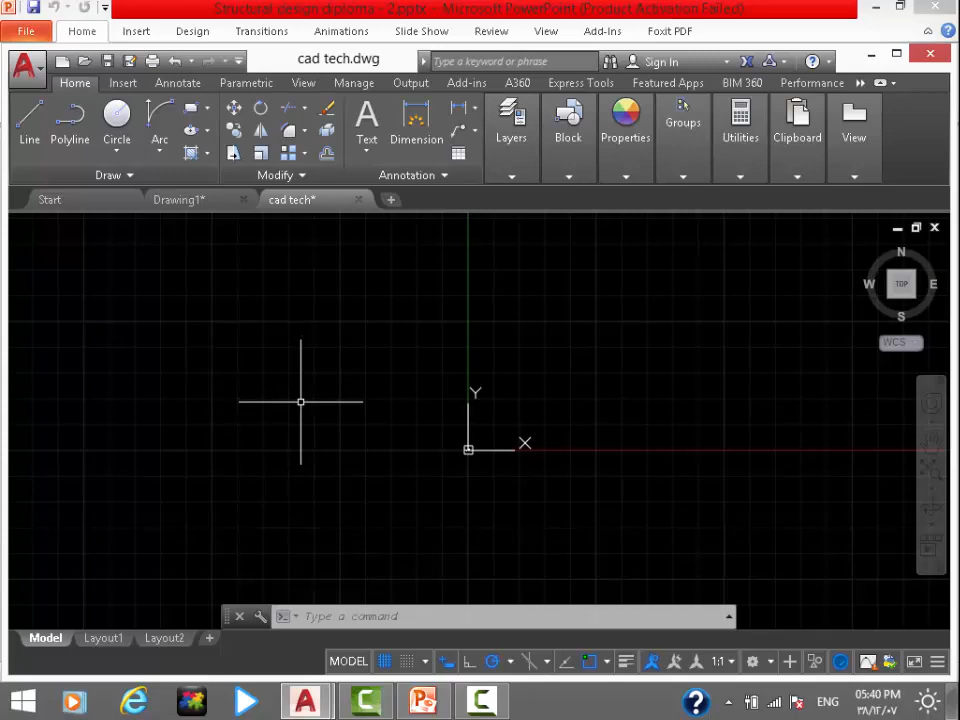 Structural design diploma - 2.pptx - Microsoft PowerPoint (Product Activation Failed)
File Home Insert Design Transitions Animations Slide Show Review View Add-Ins Foxit PDF
cad tech.dwg Type a keyword or phrase Sign In
Home Insert Annotate Parametric View Manage Output Add-ins A360 Express Tools Featured Apps BIM 360 Performance
Line Polyline Circle Arc Text Dimension Layers Block Properties Groups Utilities Clipboard View
Draw Modify Annotation
Start Drawing1* cad tech*
N
W TOP E
S
WCS
Y
X
Type a command
Model Layout1 Layout2
MODEL 1:1
ENG 05:40 PM
٣٨/١٢/٠٧